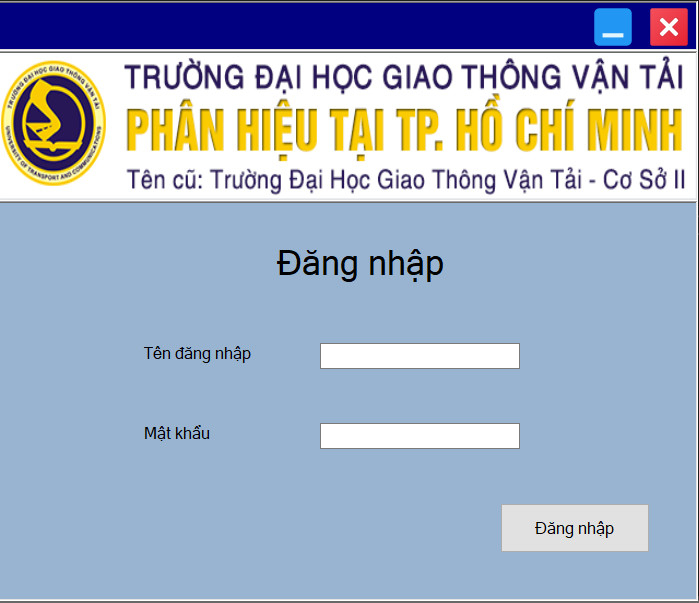 TRƯỜNG ĐẠI HỌC GIAO THÔNG VẬN TẢI
UNIVERSITY OF TRANSPORT AND COMMUNICATIONS
TRƯỜNG ĐẠI HỌC GIAO THÔNG VẬN TẢI
PHÂN HIỆU TẠI TP. HỒ CHÍ MINH
Tên cũ: Trường Đại Học Giao Thông Vận Tải - Cơ Sở II
Đăng nhập
Tên đăng nhập
Mật khẩu
Đăng nhập